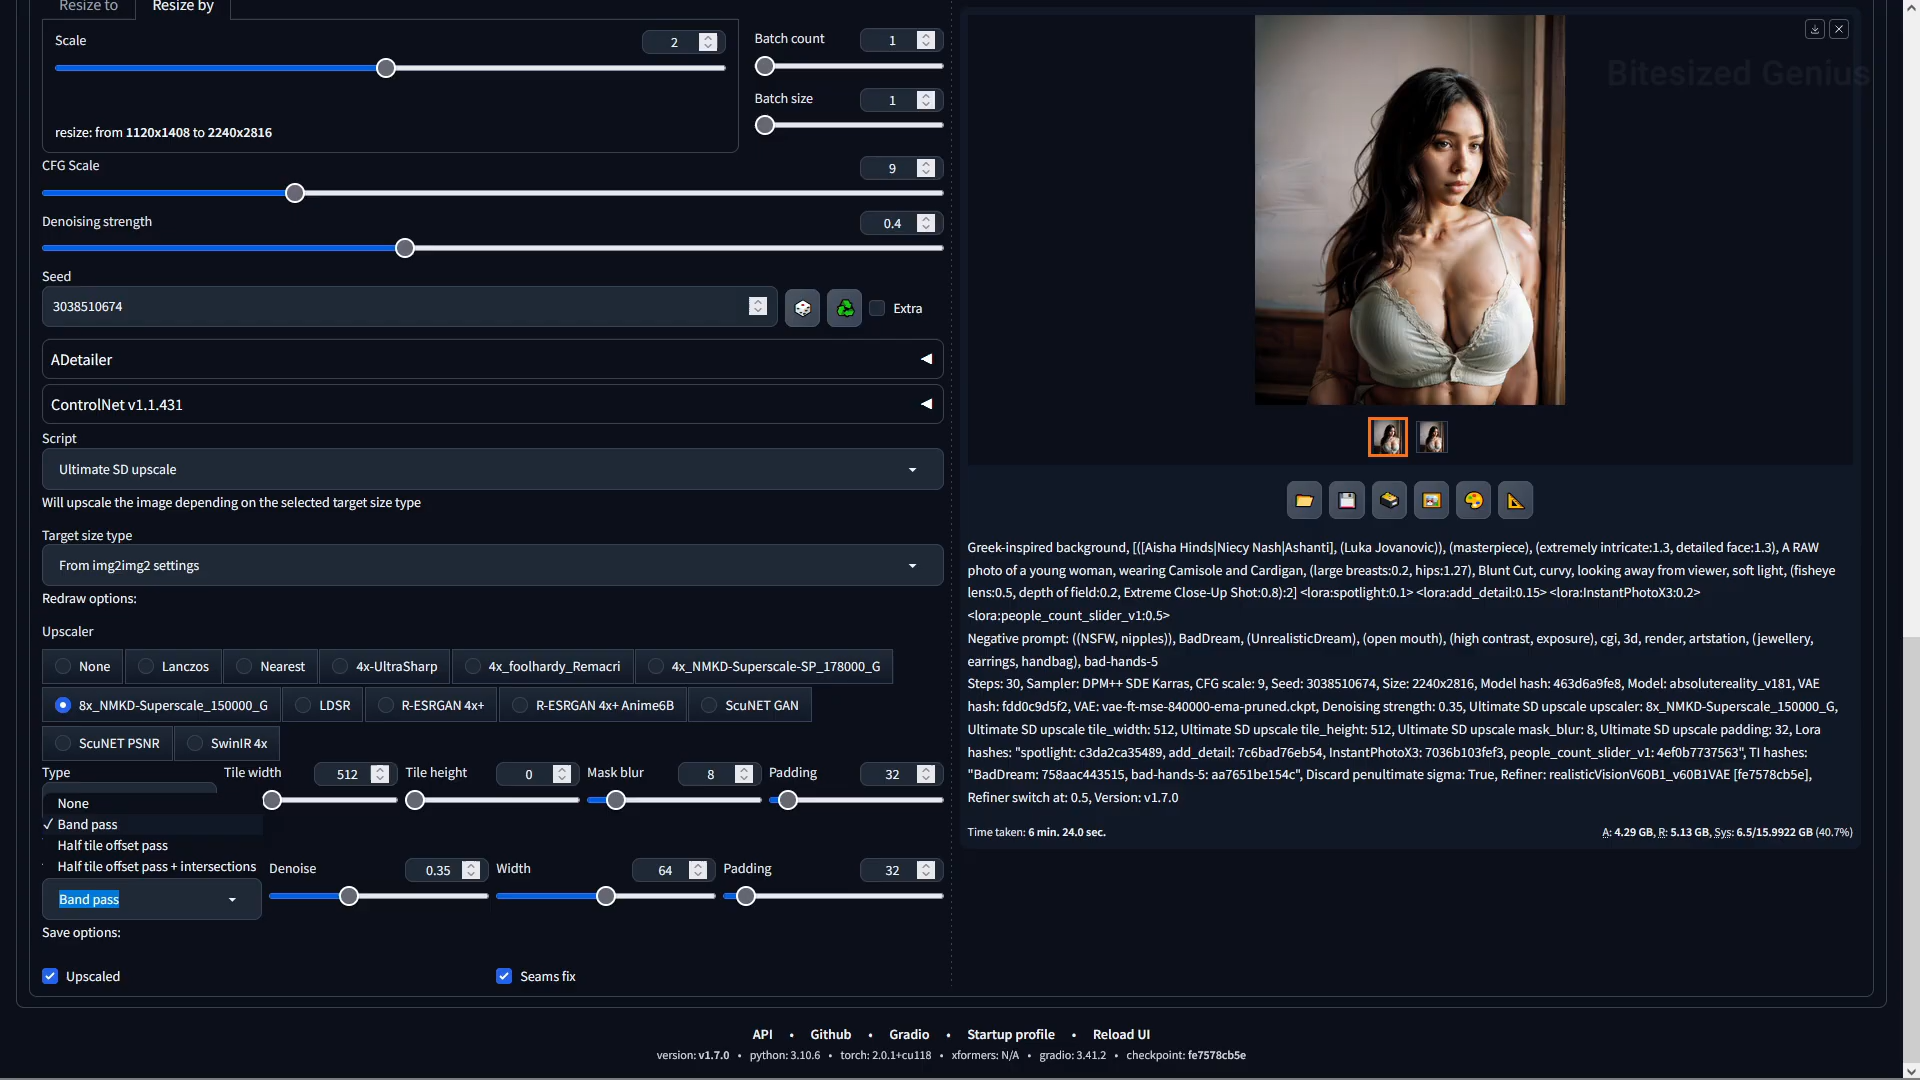 Resize to
Resize by
Scale
2
resize: from 1120x1408 to 2240x2816
Batch count
1
Batch size
1
CFG Scale
9
Denoising strength
0.4
Seed
3038510674
Extra
ADetailer
ControlNet v1.1.431
Script
Ultimate SD upscale
Will upscale the image depending on the selected target size type
Target size type
From img2img2 settings
Redraw options:
Upscaler
None
Lanczos
Nearest
4x-UltraSharp
4x_foolhardy_Remacri
4x_NMKD-Superscale-SP_178000_G
8x_NMKD-Superscale_150000_G
LDSR
R-ESRGAN 4x+
R-ESRGAN 4x+ Anime6B
ScuNET GAN
ScuNET PSNR
SwinIR 4x
Type
Tile width
512
Tile height
0
Mask blur
8
Padding
32
None
✓ Band pass
Half tile offset pass
Half tile offset pass + intersections
Band pass
Denoise
0.35
Width
64
Padding
32
Save options:
Upscaled
Seams fix
Bitesized Genius
Greek-inspired background, [([Aisha Hinds|Niecy Nash|Ashanti], (Luka Jovanovic)), (masterpiece), (extremely intricate:1.3, detailed face:1.3), A RAW
photo of a young woman, wearing Camisole and Cardigan, (large breasts:0.2, hips:1.27), Blunt Cut, curvy, looking away from viewer, soft light, (fisheye
lens:0.5, depth of field:0.2, Extreme Close-Up Shot:0.8):2] <lora:spotlight:0.1> <lora:add_detail:0.15> <lora:InstantPhotoX3:0.2>
<lora:people_count_slider_v1:0.5>
Negative prompt: ((NSFW, nipples)), BadDream, (UnrealisticDream), (open mouth), (high contrast, exposure), cgi, 3d, render, artstation, (jewellery,
earrings, handbag), bad-hands-5
Steps: 30, Sampler: DPM++ SDE Karras, CFG scale: 9, Seed: 3038510674, Size: 2240x2816, Model hash: 463d6a9fe8, Model: absolutereality_v181, VAE
hash: fdd0c9d5f2, VAE: vae-ft-mse-840000-ema-pruned.ckpt, Denoising strength: 0.35, Ultimate SD upscale upscaler: 8x_NMKD-Superscale_150000_G,
Ultimate SD upscale tile_width: 512, Ultimate SD upscale tile_height: 512, Ultimate SD upscale mask_blur: 8, Ultimate SD upscale padding: 32, Lora
hashes: "spotlight: c3da2ca35489, add_detail: 7c6bad76eb54, InstantPhotoX3: 7036b103fef3, people_count_slider_v1: 4ef0b7737563", TI hashes:
"BadDream: 758aac443515, bad-hands-5: aa7651be154c", Discard penultimate sigma: True, Refiner: realisticVisionV60B1_v60B1VAE [fe7578cb5e],
Refiner switch at: 0.5, Version: v1.7.0
Time taken: 6 min. 24.0 sec.
A: 4.29 GB, R: 5.13 GB, Sys: 6.5/15.9922 GB (40.7%)
API • Github • Gradio • Startup profile • Reload UI
version: v1.7.0 • python: 3.10.6 • torch: 2.0.1+cu118 • xformers: N/A • gradio: 3.41.2 • checkpoint: fe7578cb5e